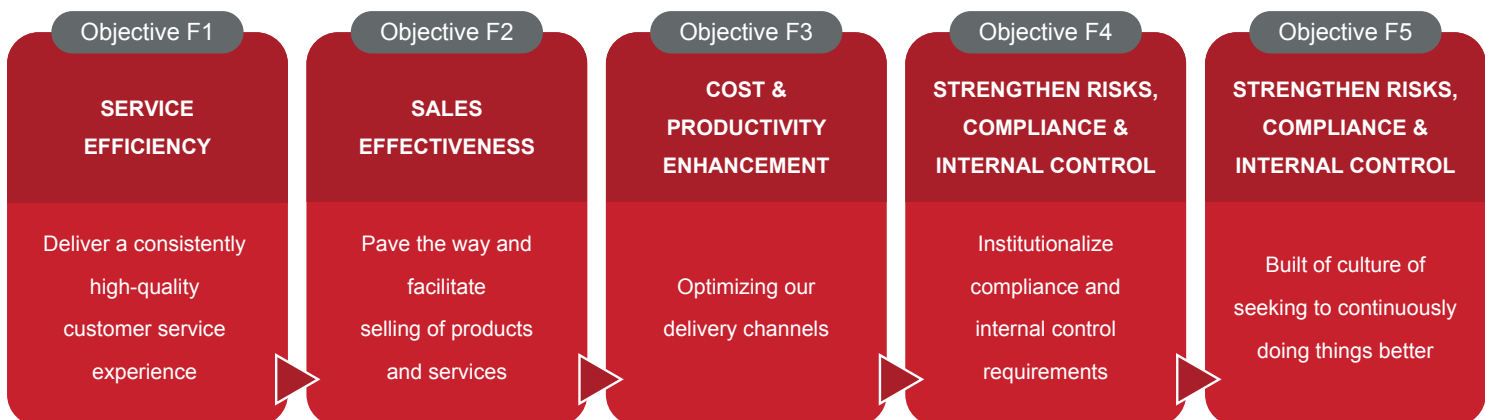 Objective F1
SERVICE
EFFICIENCY
Deliver a consistently
high-quality
customer service
experience
Objective F2
SALES
EFFECTIVENESS
Pave the way and
facilitate
selling of products
and services
Objective F3
COST &
PRODUCTIVITY
ENHANCEMENT
Optimizing our
delivery channels
Objective F4
STRENGTHEN RISKS,
COMPLIANCE &
INTERNAL CONTROL
Institutionalize
compliance and
internal control
requirements
Objective F5
STRENGTHEN RISKS,
COMPLIANCE &
INTERNAL CONTROL
Built of culture of
seeking to continuously
doing things better